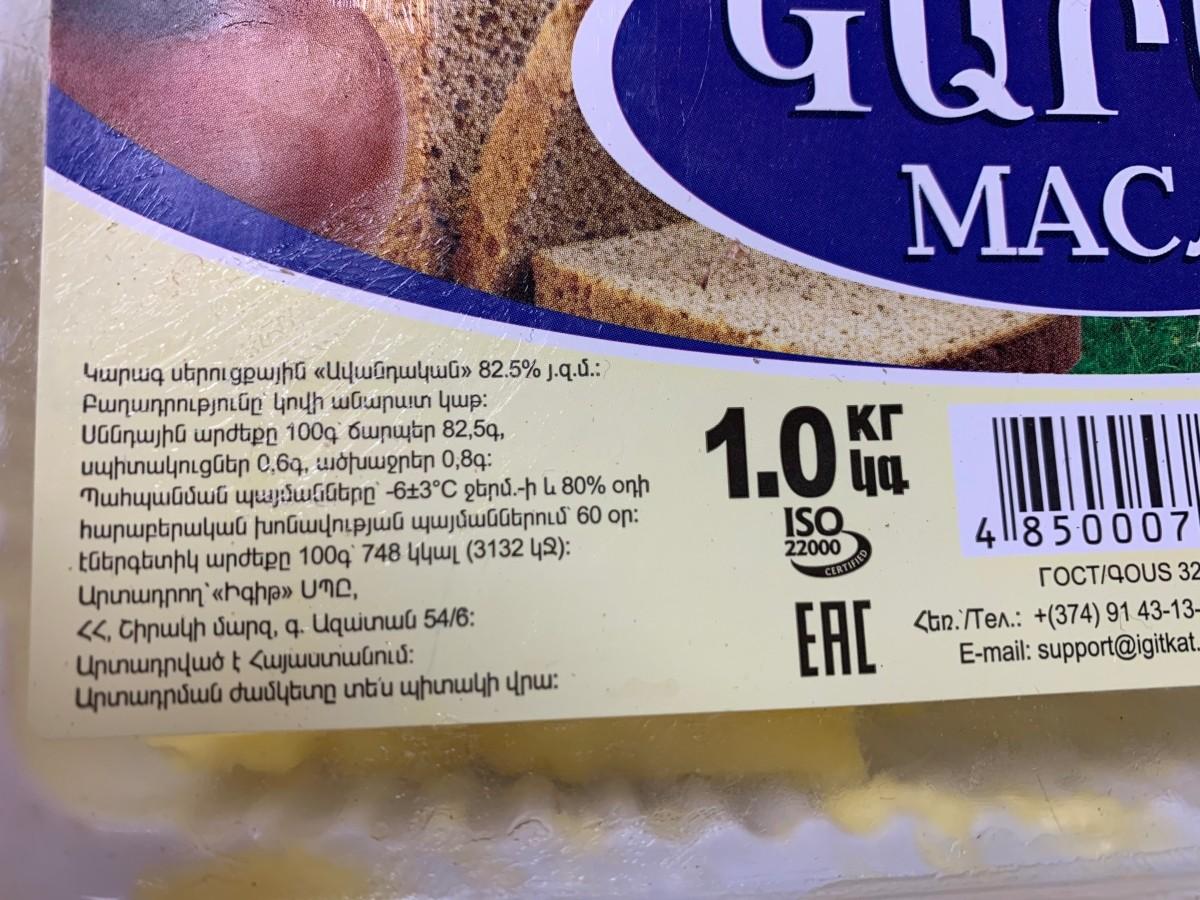 ԿԱՐ
МАС
Կարագ սերուցքային «Ավանդական» 82.5% յ.զ.մ.:
Բաղադրությունը՝ կովի անարատ կաթ:
Սննդային արժեքը 100գ ճարպեր 82,5գ,
սպիտակուցներ 0,6գ, ածխաջրեր 0,8գ:
Պահպանման պայմանները՝ -6±3°C ջերմ.-ի և 80% օդի
հարաբերական խոնավության պայմաններում՝ 60 օր:
էներգետիկ արժեքը 100գ՝ 748 կկալ (3132 կՋ):
Արտադրող՝ «Իգիթ» ՍՊԸ,
ՀՀ, Շիրակի մարզ, գ. Ազատան 54/6:
Արտադրված է Հայաստանում:
Արտադրման ժամկետը տե՛ս պիտակի վրա:
1.0 КГ
կգ
ISO
22000
CERTIFIED
EAC
4 850007
ГОСТ/ԳՕՍՏ 32
Հեռ.՝/Тел.: +(374) 91 43-13-
E-mail: support@igitkat.